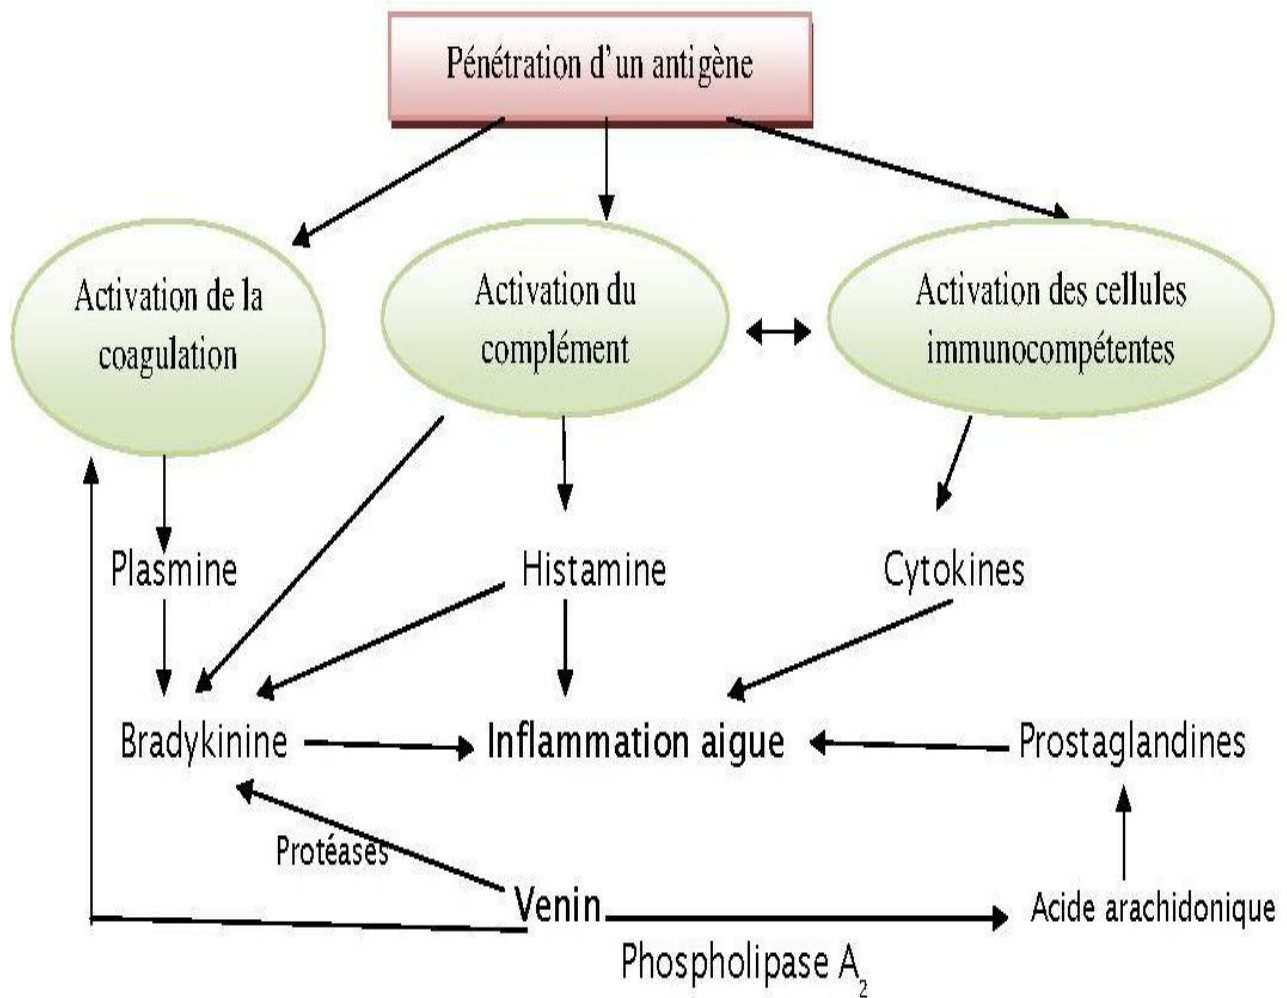 Pénétration d'un antigène
Activation de la
coagulation
Activation du
complément
Activation des cellules
immunocompétentes
Plasmine
Histamine
Cytokines
Bradykinine
Inflammation aigue
Prostaglandines
Protéases
Venin
Acide arachidonique
Phospholipase A₂